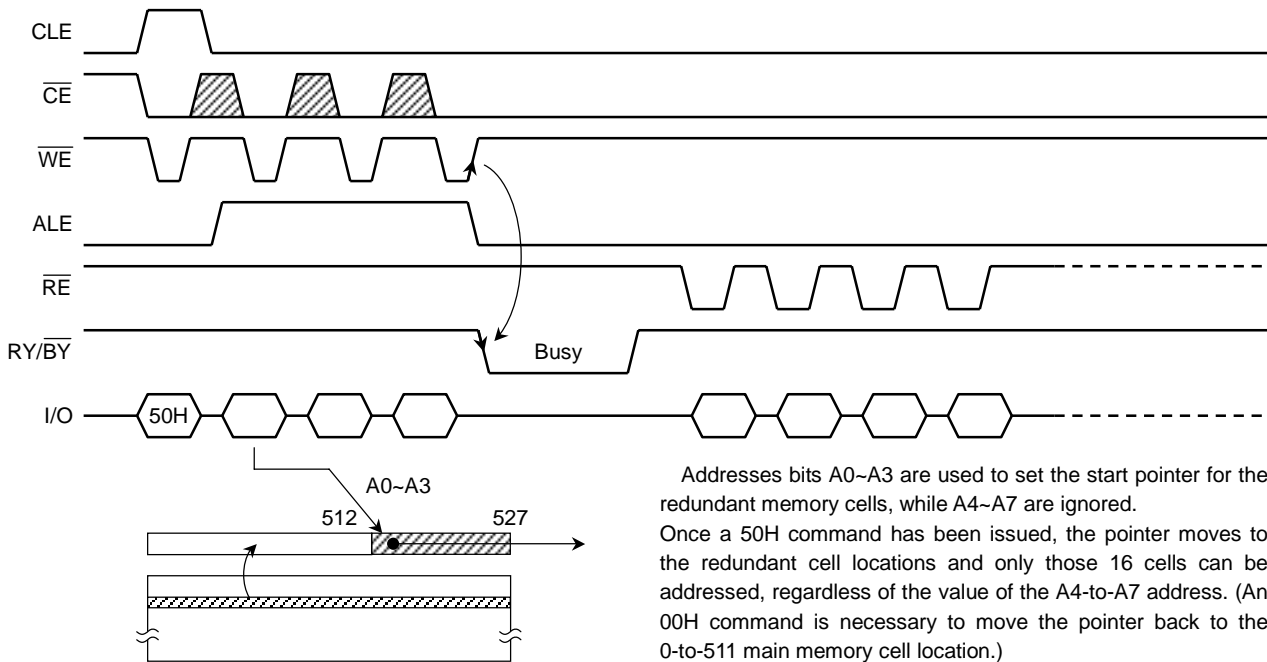 CLE
CE
WE
ALE
RE
RY/BY
Busy
I/O
50H
A0~A3
512
527
Addresses bits A0~A3 are used to set the start pointer for the
redundant memory cells, while A4~A7 are ignored.
Once a 50H command has been issued, the pointer moves to
the redundant cell locations and only those 16 cells can be
addressed, regardless of the value of the A4-to-A7 address. (An
00H command is necessary to move the pointer back to the
0-to-511 main memory cell location.)